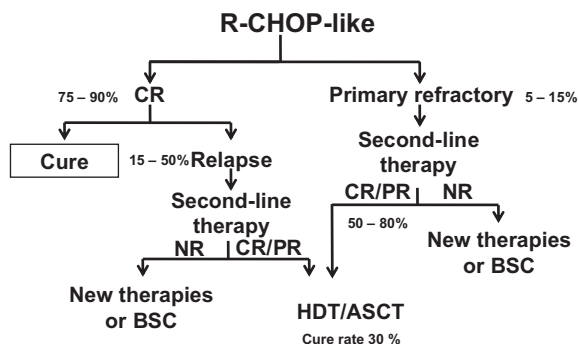 R-CHOP-like
75 – 90% CR
Primary refractory 5 – 15%
Cure
15 – 50% Relapse
Second-line
therapy
CR/PR NR
50 – 80%
Second-line
therapy
NR CR/PR
New therapies
or BSC
New therapies
or BSC
HDT/ASCT
Cure rate 30 %